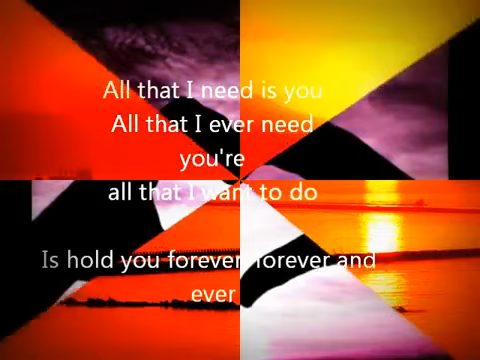 All that I need is you
All that I ever need
you're
all that I want to do
Is hold you forever, forever and
ever